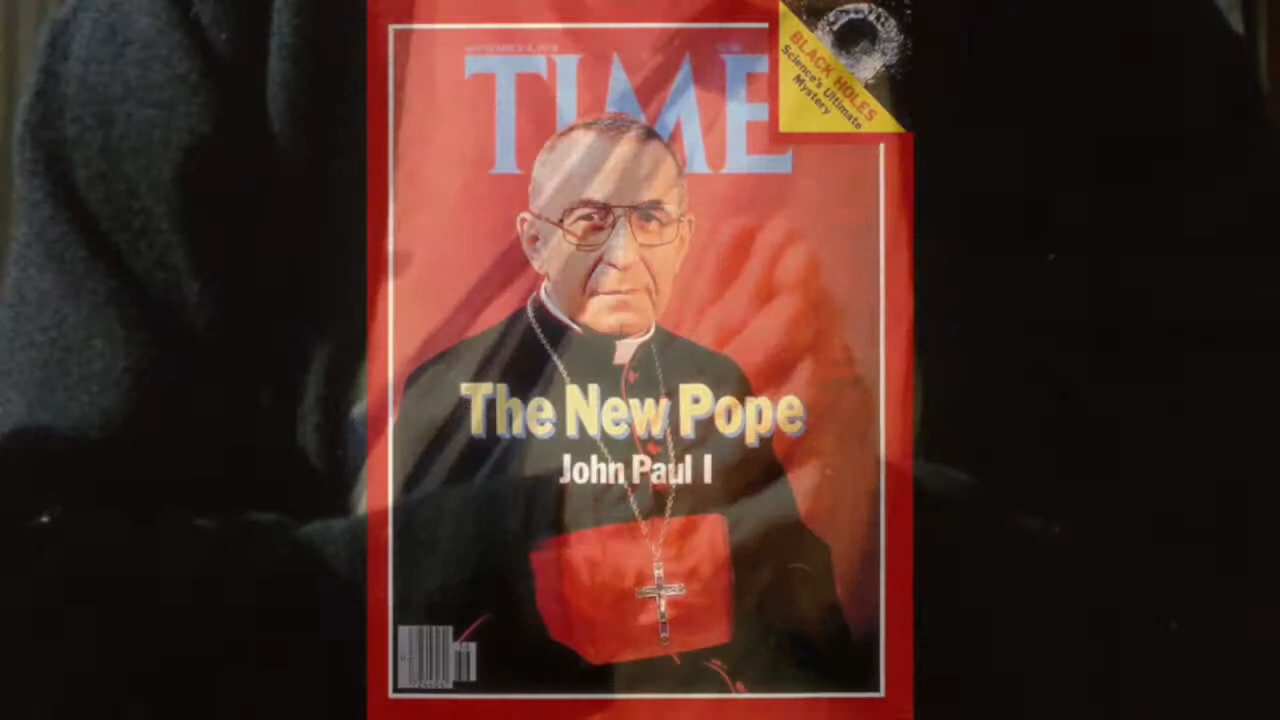 TIME
BLACK HOLES
Science's Ultimate
Mystery
The New Pope
John Paul I